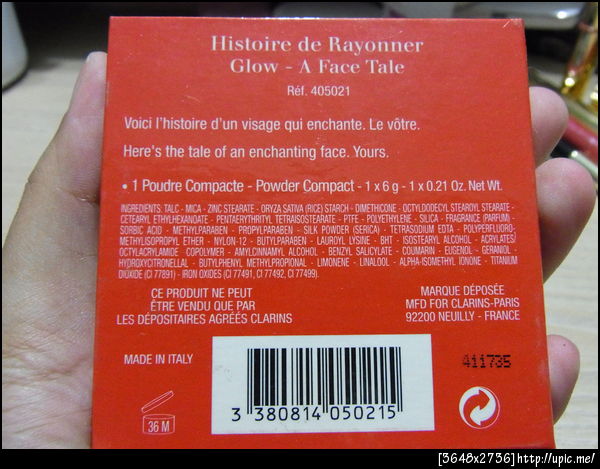 Histoire de Rayonner
Glow - A Face Tale
Réf. 405021
Voici l'histoire d'un visage qui enchante. Le vôtre.
Here's the tale of an enchanting face. Yours.
• 1 Poudre Compacte - Powder Compact - 1 x 6 g - 1 x 0.21 Oz. Net Wt.
INGREDIENTS: TALC - MICA - ZINC STEARATE - ORYZA SATIVA (RICE) STARCH - DIMETHICONE - OCTYLDODECYL STEAROYL STEARATE -
CETEARYL ETHYLHEXANOATE - PENTAERYTHRITYL TETRAISOSTEARATE - PTFE - POLYETHYLENE - SILICA - FRAGRANCE (PARFUM) -
SORBIC ACID - METHYLPARABEN - PROPYLPARABEN - SILK POWDER (SERICA) - TETRASODIUM EDTA - POLYPERFLUORO-
METHYLISOPROPYL ETHER - NYLON-12 - BUTYLPARABEN - LAUROYL LYSINE - BHT - ISOSTEARYL ALCOHOL - ACRYLATES/
OCTYLACRYLAMIDE COPOLYMER - AMYLCINNAMYL ALCOHOL - BENZYL SALICYLATE - COUMARIN - EUGENOL - GERANIOL -
HYDROXYCITRONELLAL - BUTYLPHENYL METHYLPROPIONAL - LIMONENE - LINALOOL - ALPHA-ISOMETHYL IONONE - TITANIUM
DIOXIDE (CI 77891) - IRON OXIDES (CI 77491, CI 77492, CI 77499).
CE PRODUIT NE PEUT
ÊTRE VENDU QUE PAR
LES DÉPOSITAIRES AGRÉÉS CLARINS
MARQUE DÉPOSÉE
MFD FOR CLARINS-PARIS
92200 NEUILLY - FRANCE
MADE IN ITALY
411735
36 M
3 380814 050215
[3648x2736]http://upic.me/